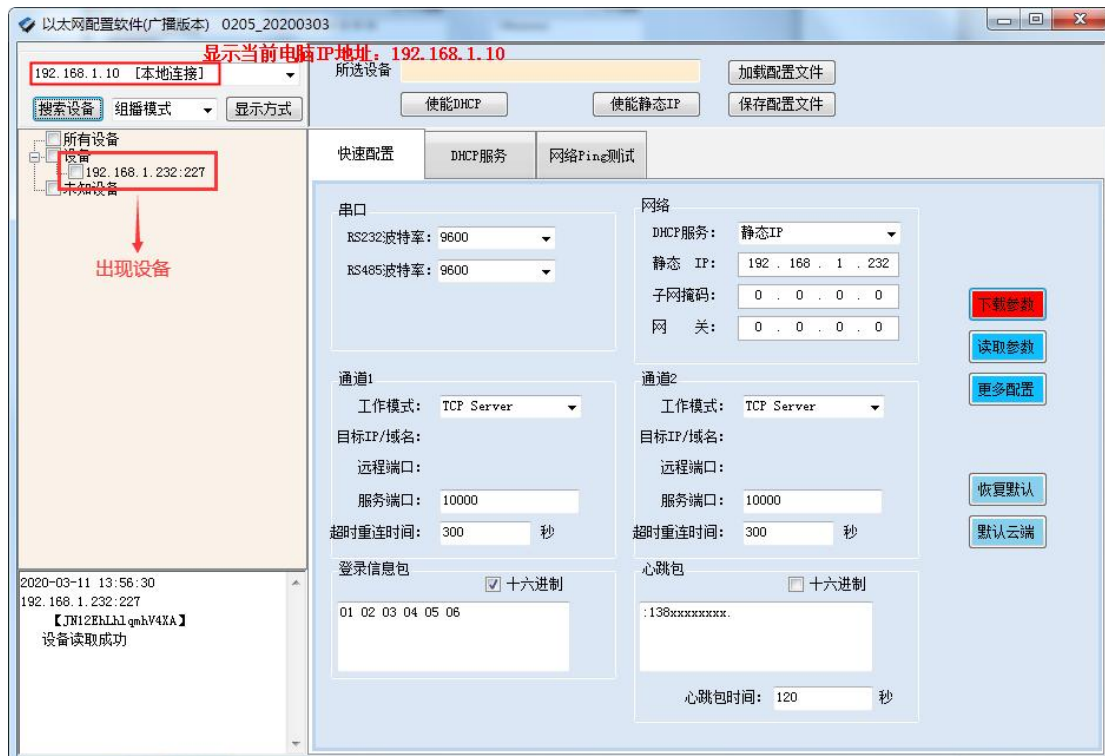 以太网配置软件(广播版本) 0205_20200303
显示当前电脑IP地址：192.168.1.10
192.168.1.10 [本地连接]
所选设备
加载配置文件
搜索设备
组播模式
显示方式
使能DHCP
使能静态IP
保存配置文件
所有设备
设备
192.168.1.232:227
未知设备
出现设备
快速配置
DHCP服务
网络Ping测试
串口
RS232波特率：9600
RS485波特率：9600
网络
DHCP服务：静态IP
静态 IP：192 . 168 . 1 . 232
子网掩码：0 . 0 . 0 . 0
网 关：0 . 0 . 0 . 0
下载参数
读取参数
更多配置
恢复默认
默认云端
通道1
工作模式：TCP Server
目标IP/域名：
远程端口：
服务端口：10000
超时重连时间：300 秒
通道2
工作模式：TCP Server
目标IP/域名：
远程端口：
服务端口：10000
超时重连时间：300 秒
登录信息包
十六进制
01 02 03 04 05 06
心跳包
十六进制
:138xxxxxxxx.
心跳包时间：120 秒
2020-03-11 13:56:30
192.168.1.232:227
【JN12EhLhlqmhV4XA】
设备读取成功